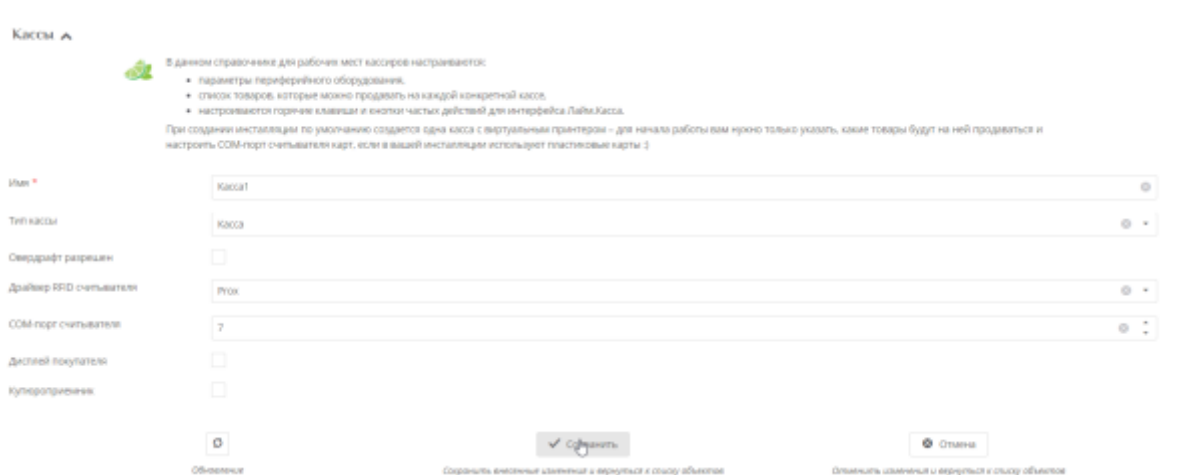 Кассы
В данном справочнике для рабочих мест кассиров настраиваются:
параметры периферийного оборудования,
список товаров, которые можно продавать на каждой конкретной кассе,
настраиваются горячие клавиши и кнопки частых действий для интерфейса Лайм.Касса.
При создании инсталляции по умолчанию создается одна касса с виртуальным принтером – для начала работы вам нужно только указать, какие товары будут на ней продаваться и
настроить COM-порт считывателя карт, если в вашей инсталляции используют пластиковые карты :)
Имя *
Касса1
Тип кассы
Касса
Овердрафт разрешен
Драйвер RFID считывателя
Prox
COM-порт считывателя
7
Дисплей покупателя
Купюроприемник
Сохранить
Отмена
Обновление
Сохранить внесенные изменения и вернуться к списку объектов
Отменить изменения и вернуться к списку объектов